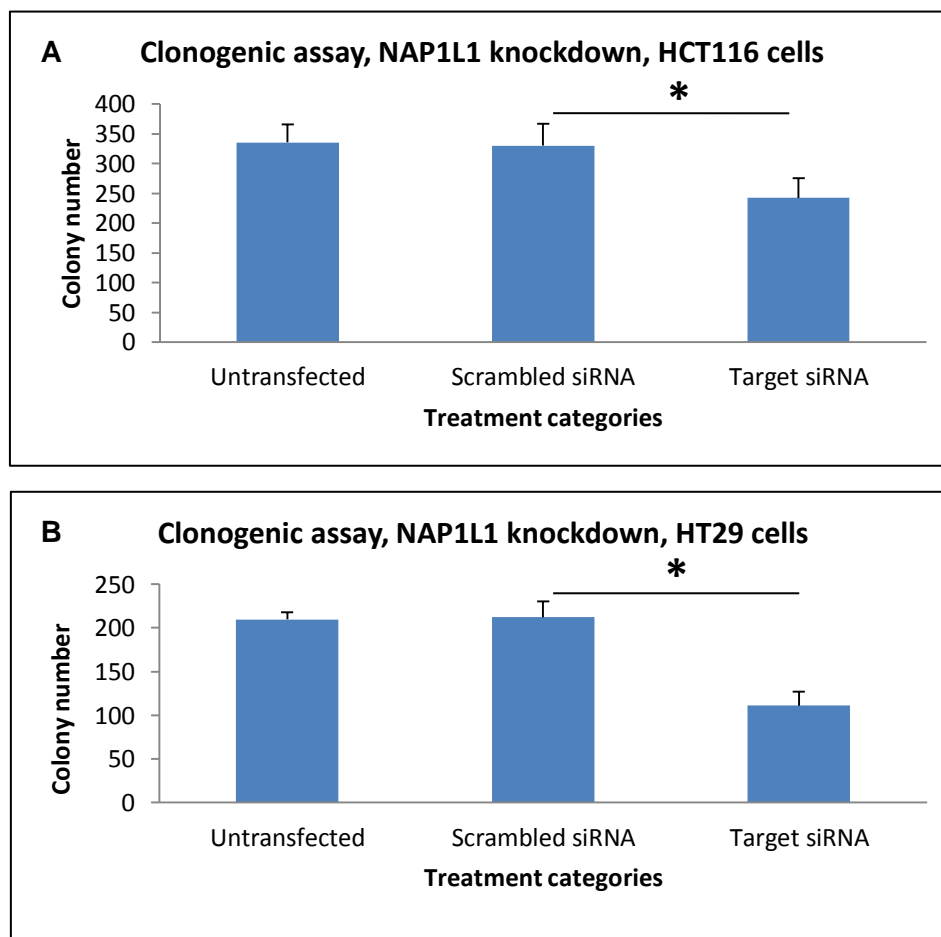 A Clonogenic assay, NAP1L1 knockdown, HCT116 cells
*
400
350
300
250
200
150
100
50
0
Colony number
Untransfected Scrambled siRNA Target siRNA
Treatment categories
B Clonogenic assay, NAP1L1 knockdown, HT29 cells
*
250
200
150
100
50
0
Colony number
Untransfected Scrambled siRNA Target siRNA
Treatment categories